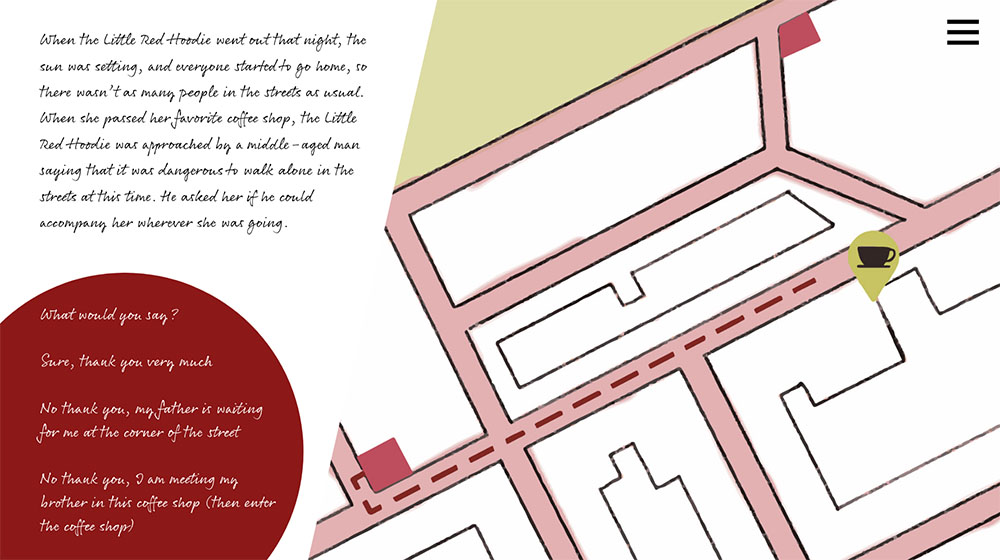 When the Little Red Hoodie went out that night, the
sun was setting, and everyone started to go home, so
there wasn't as many people in the streets as usual.
When she passed her favorite coffee shop, the Little
Red Hoodie was approached by a middle-aged man
saying that it was dangerous to walk alone in the
streets at this time. He asked her if he could
accompany her wherever she was going.
What would you say?
Sure, thank you very much
No thank you, my father is waiting
for me at the corner of the street
No thank you, I am meeting my
brother in this coffee shop (then enter
the coffee shop)